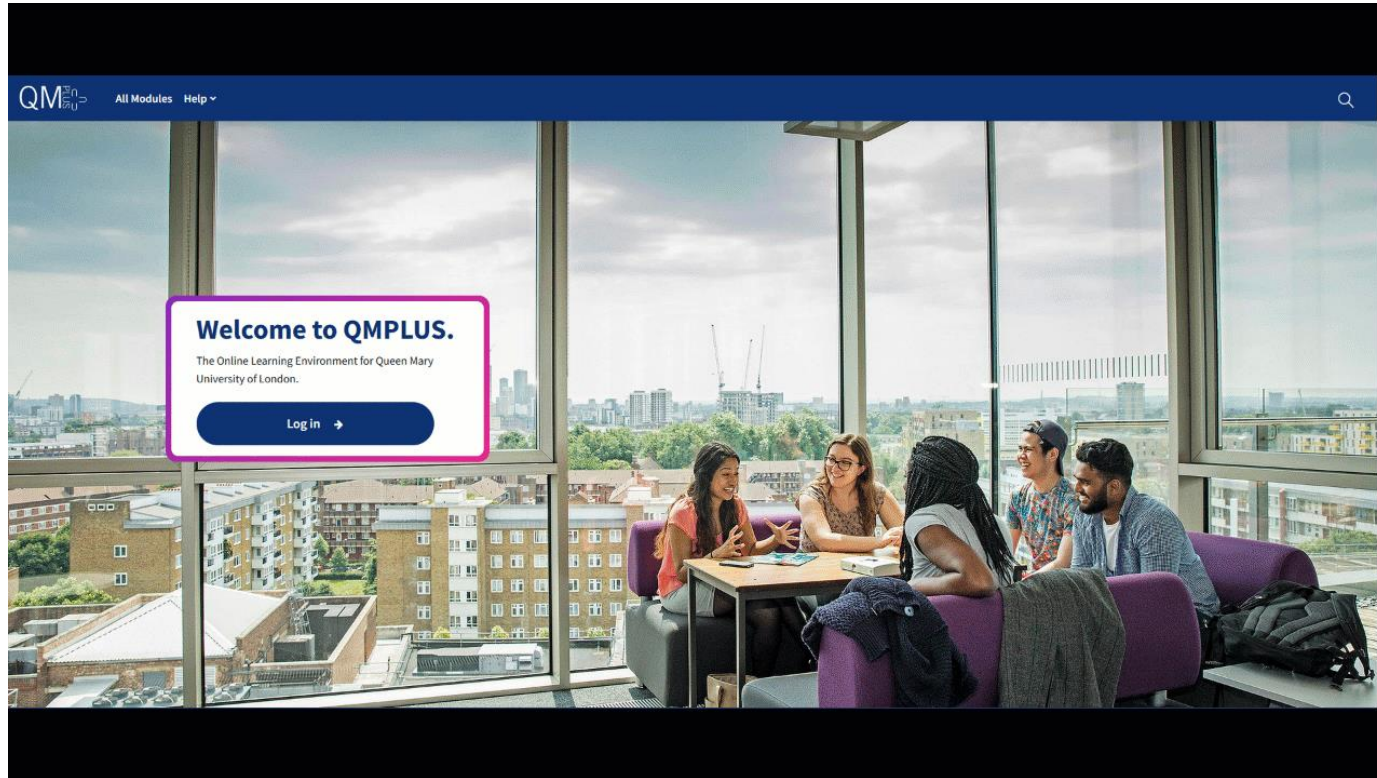 QM PLUS
All Modules Help
Welcome to QMPLUS.
The Online Learning Environment for Queen Mary
University of London.
Log in